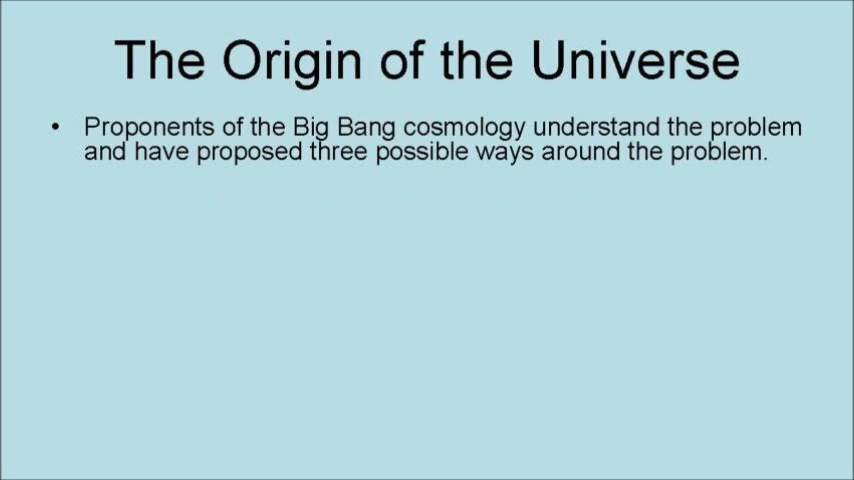 The Origin of the Universe
• Proponents of the Big Bang cosmology understand the problem
and have proposed three possible ways around the problem.